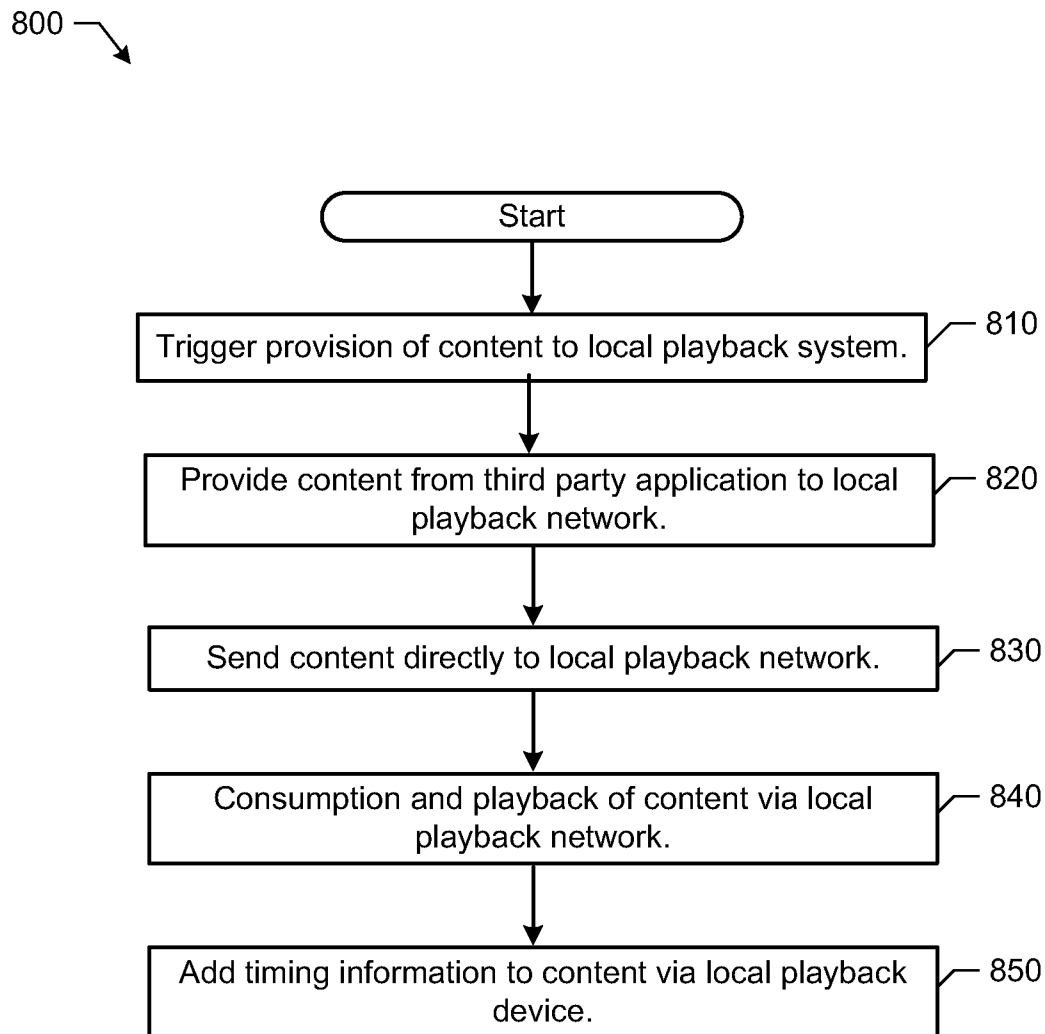 800
Start
Trigger provision of content to local playback system.
810
Provide content from third party application to local
playback network.
820
Send content directly to local playback network.
830
Consumption and playback of content via local
playback network.
840
Add timing information to content via local playback
device.
850